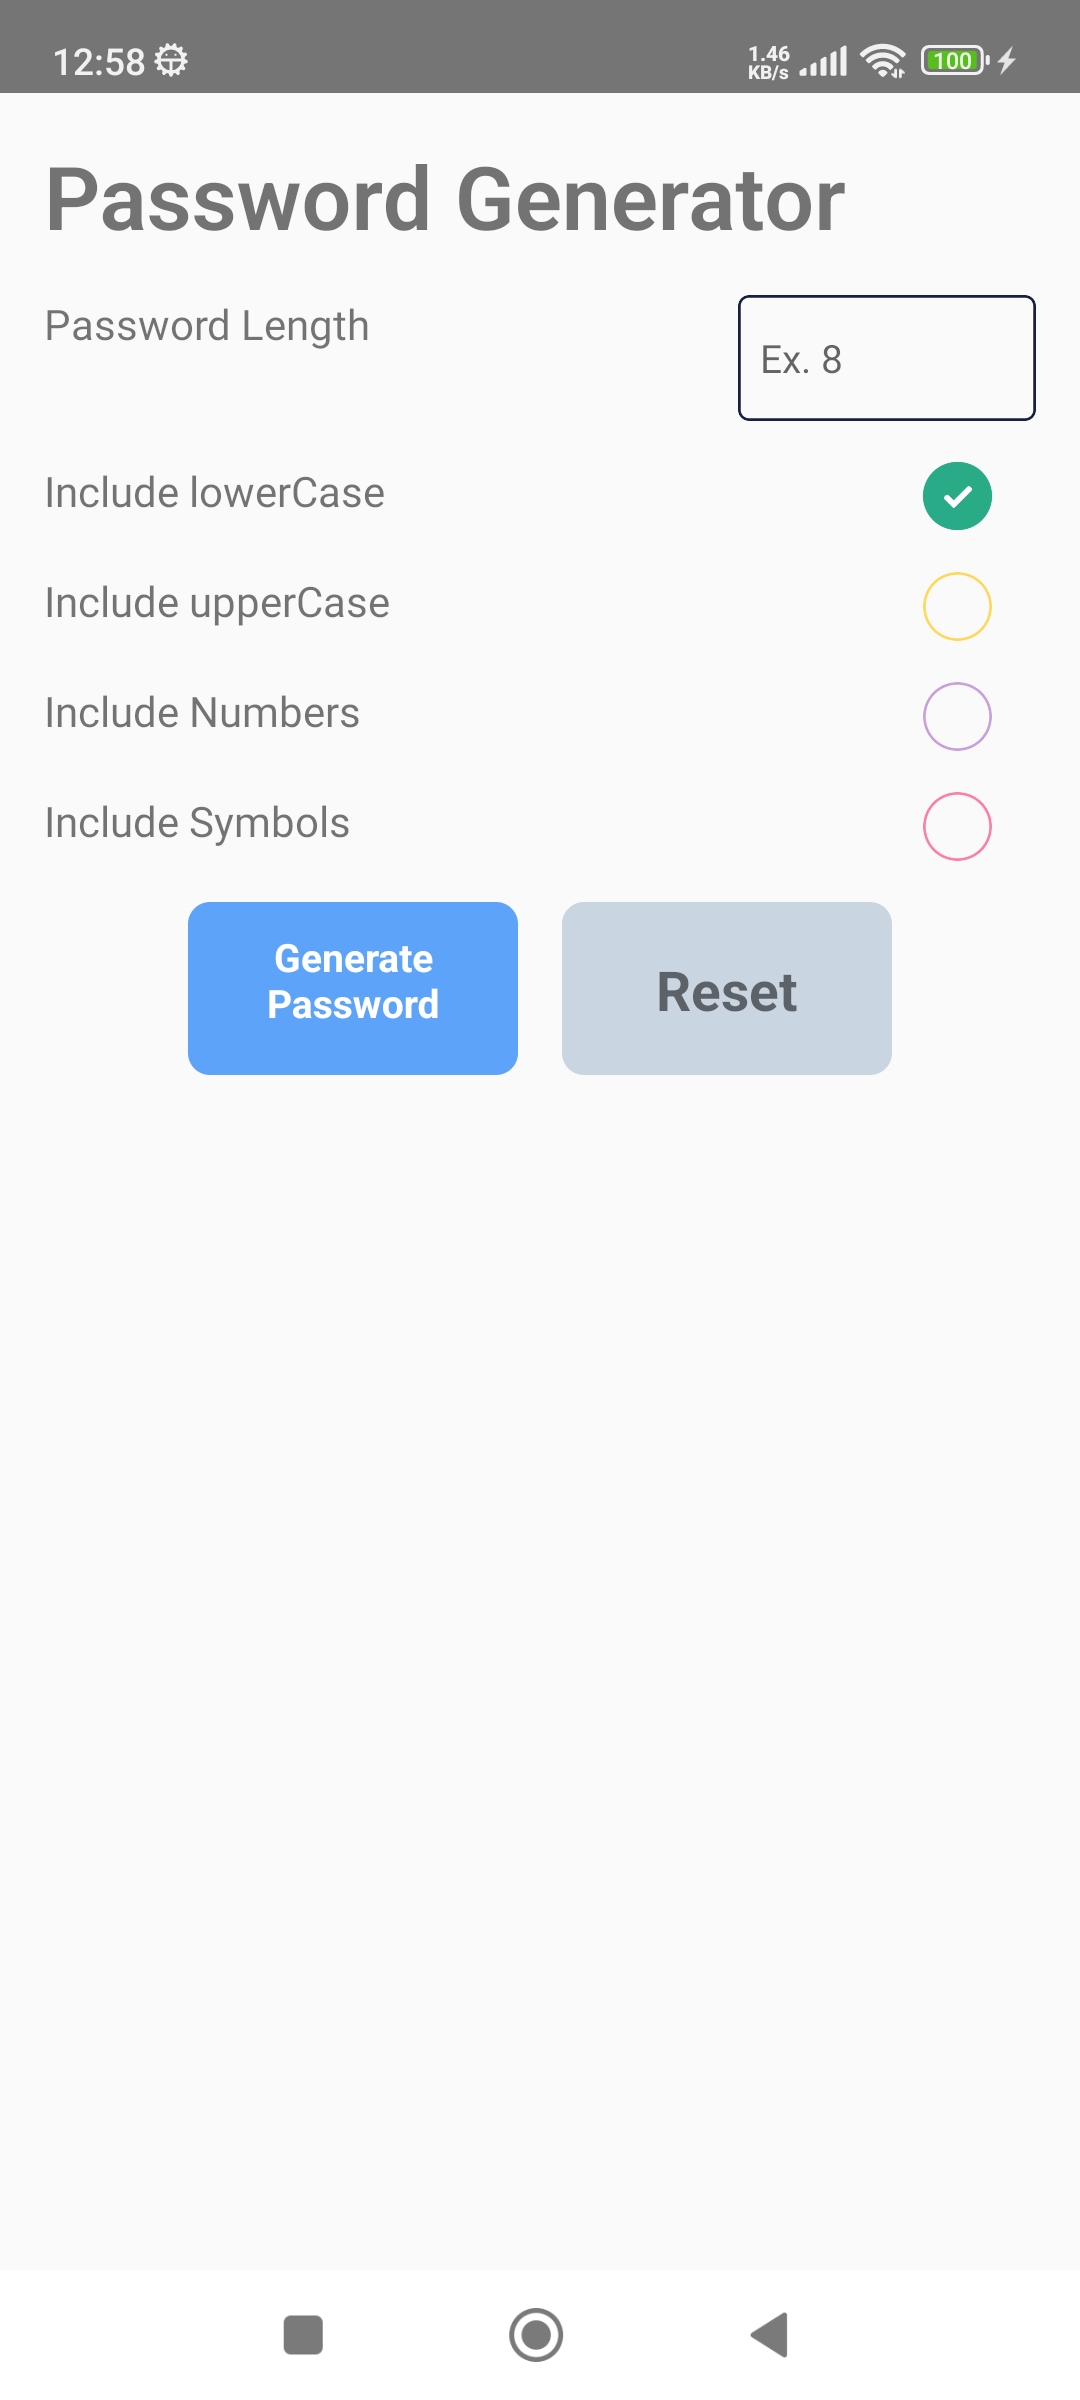 12:58
1.46
KB/s
100
Password Generator
Password Length
Ex. 8
Include lowerCase
Include upperCase
Include Numbers
Include Symbols
Generate
Password
Reset